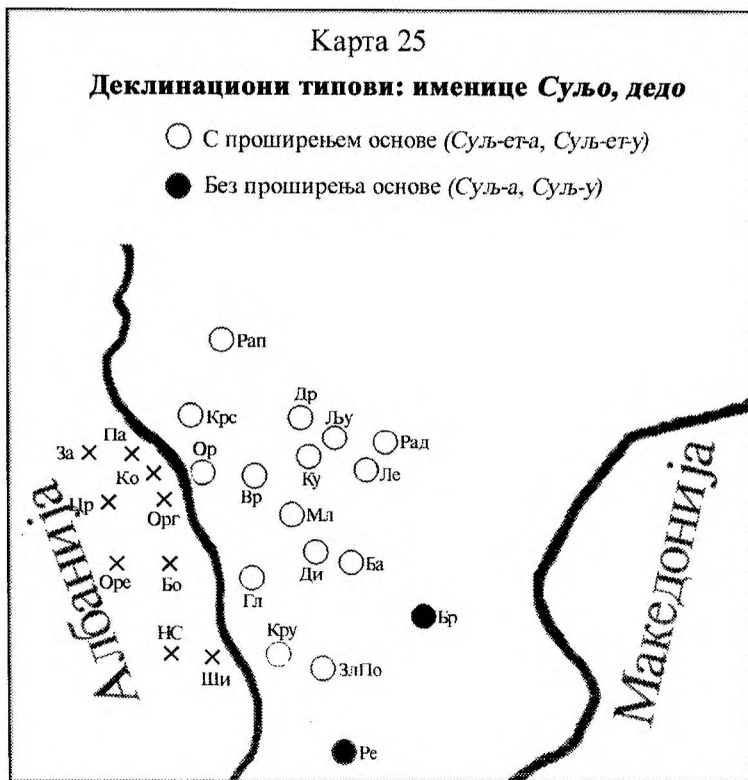 Карта 25
Деклинациони типови: именице Суљо, дедо
С проширењем основе (Суљ-ет-а, Суљ-ет-у)
Без проширења основе (Суљ-а, Суљ-у)
Рап
Крс
Др
Љу
Рад
Па
За
Ко
Ор
Вр
Ку
Ле
Цр
Орг
Мл
Оре
Бо
Гл
Ди
Ба
Бр
НС
Ши
Кру
ЗлПо
Ре
Албанија
Македонија